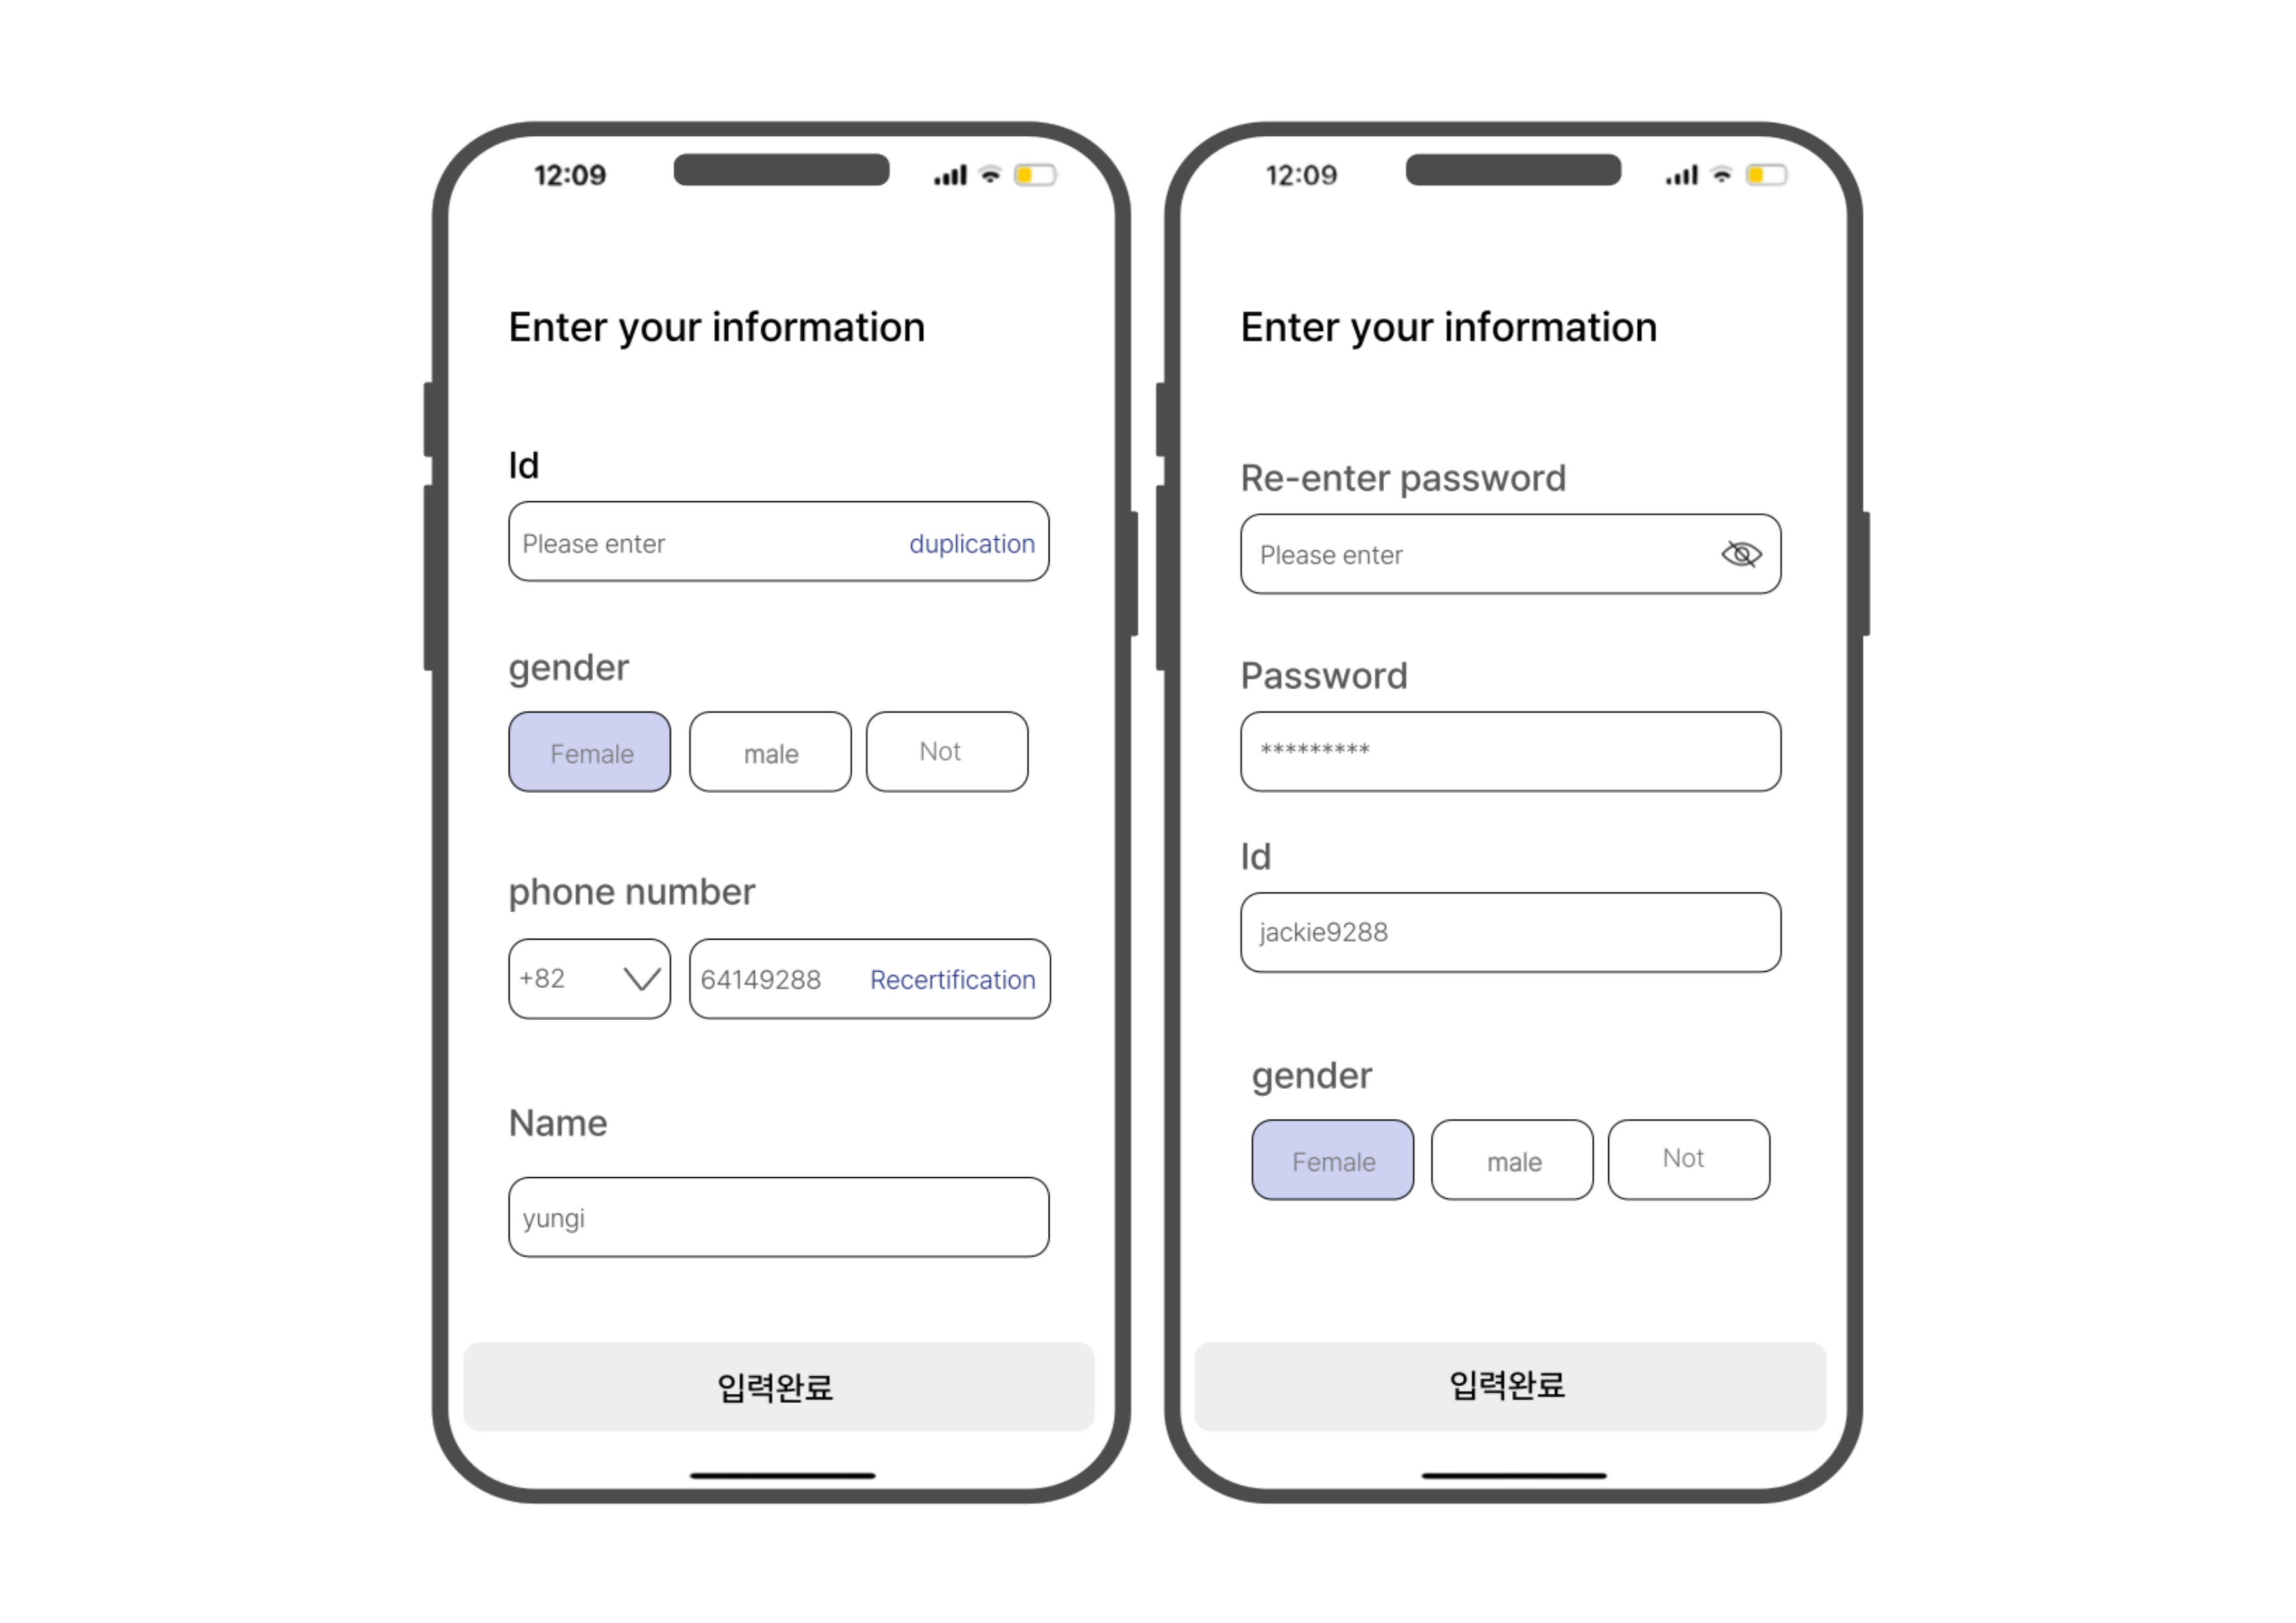 12:09
Enter your information
Id
Please enter duplication
gender
Female male Not
phone number
+82 64149288 Recertification
Name
yungi
입력완료
12:09
Enter your information
Re-enter password
Please enter
Password
*********
Id
jackie9288
gender
Female male Not
입력완료